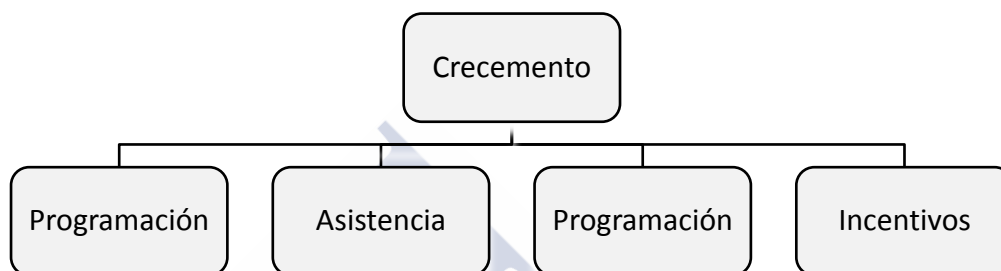 Crecemento
Programación
Asistencia
Programación
Incentivos